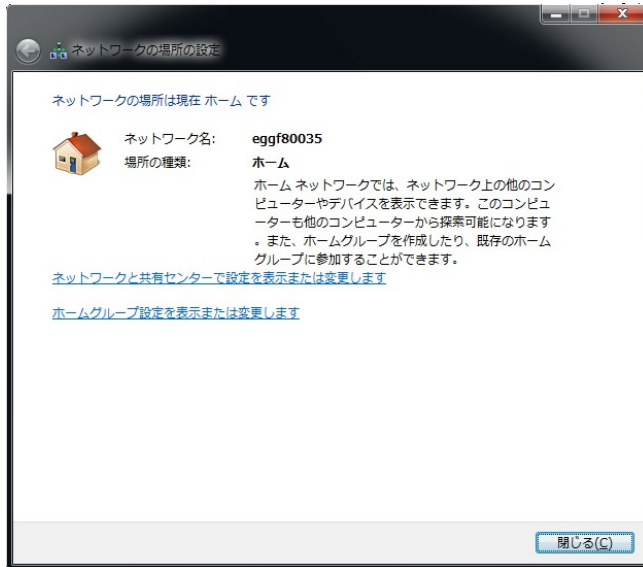 ネットワークの場所の設定
ネットワークの場所は現在 ホーム です
ネットワーク名: eggf80035
場所の種類: ホーム
ホーム ネットワークでは、ネットワーク上の他のコン
ピューターやデバイスを表示できます。このコンピュ
ーターも他のコンピューターから探索可能になります
。また、ホームグループを作成したり、既存のホーム
グループに参加することができます。
ネットワークと共有センターで設定を表示または変更します
ホームグループ設定を表示または変更します
閉じる(C)